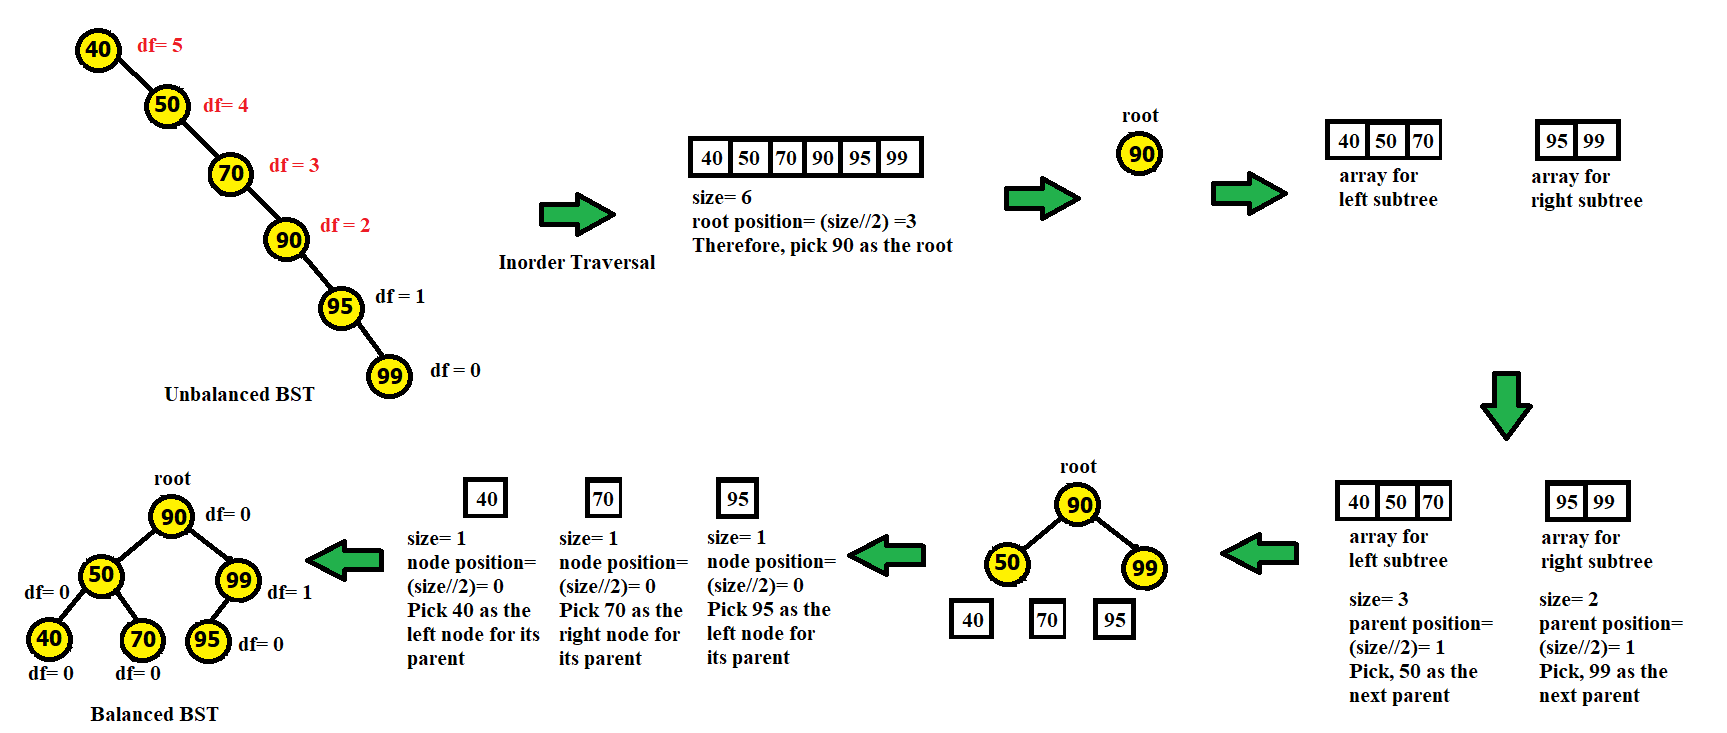 40 df= 5
50 df= 4
70 df = 3
90 df = 2
95 df = 1
99 df = 0
Unbalanced BST
Inorder Traversal
40 50 70 90 95 99
size= 6
root position= (size//2) =3
Therefore, pick 90 as the root
root
90
40 50 70
array for
left subtree
95 99
array for
right subtree
40 50 70
array for
left subtree
size= 3
parent position=
(size//2)= 1
Pick, 50 as the
next parent
95 99
array for
right subtree
size= 2
parent position=
(size//2)= 1
Pick, 99 as the
next parent
root
90
50 99
40 70 95
95
size= 1
node position=
(size//2)= 0
Pick 95 as the
left node for
its parent
70
size= 1
node position=
(size//2)= 0
Pick 70 as the
right node for
its parent
40
size= 1
node position=
(size//2)= 0
Pick 40 as the
left node for its
parent
root
90 df= 0
df= 0 50 99 df= 1
40 70 95 df= 0
df= 0 df= 0
Balanced BST